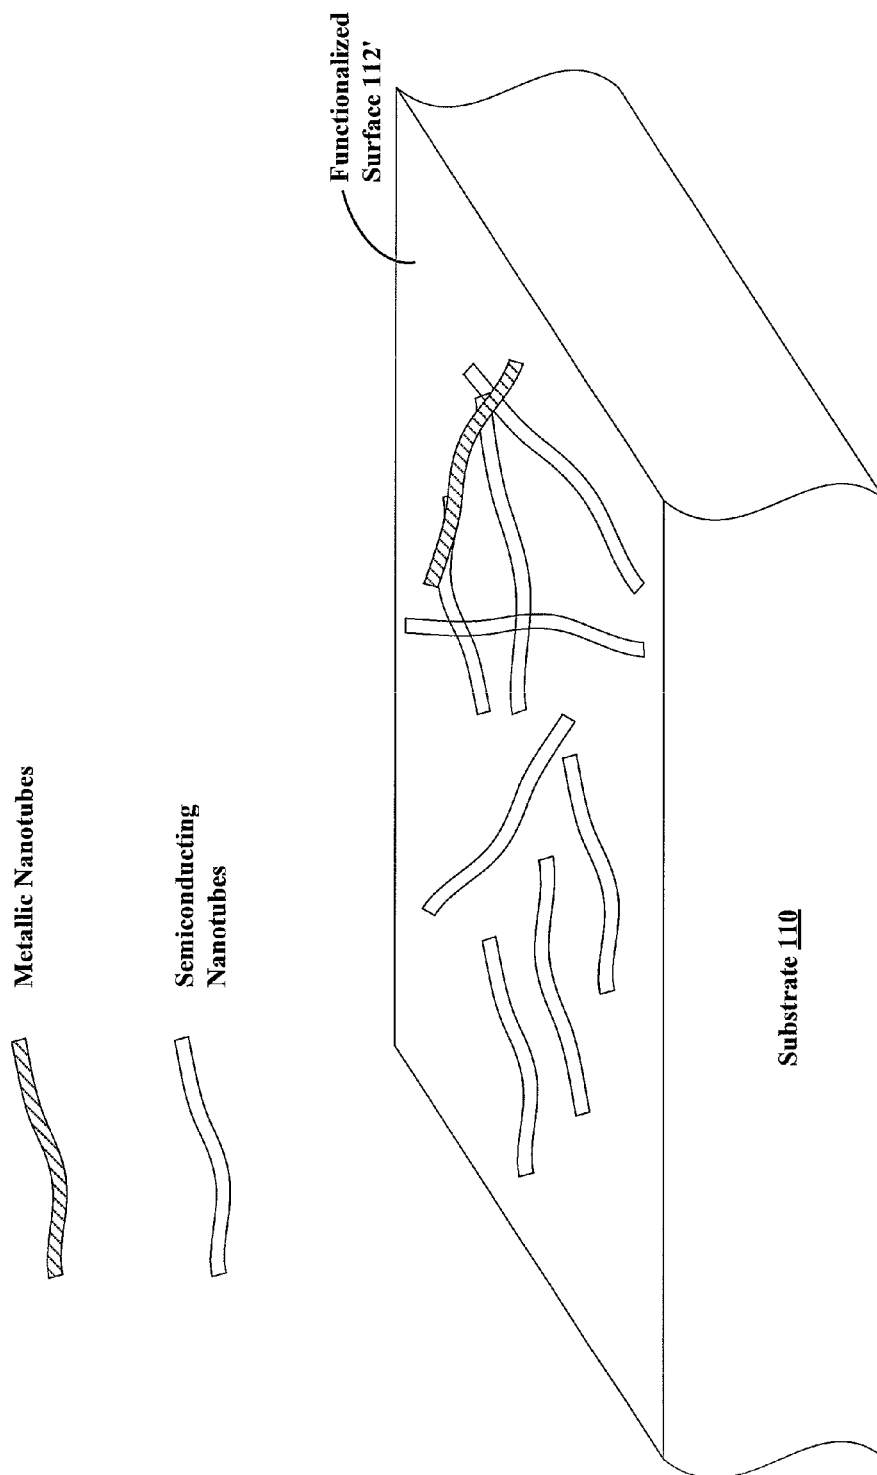 Metallic Nanotubes
Semiconducting
Nanotubes
Functionalized
Surface 112'
Substrate 110